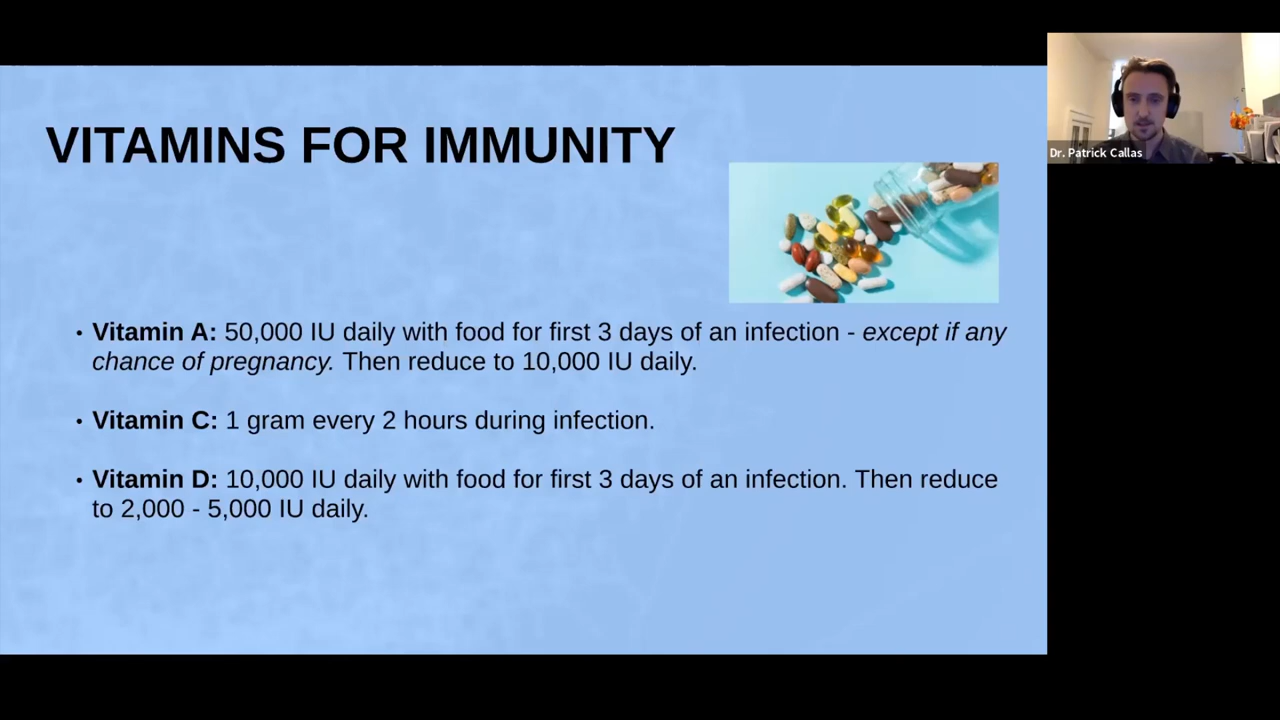 VITAMINS FOR IMMUNITY
Dr. Patrick Callas
• Vitamin A: 50,000 IU daily with food for first 3 days of an infection - except if any
chance of pregnancy. Then reduce to 10,000 IU daily.
• Vitamin C: 1 gram every 2 hours during infection.
• Vitamin D: 10,000 IU daily with food for first 3 days of an infection. Then reduce
to 2,000 - 5,000 IU daily.